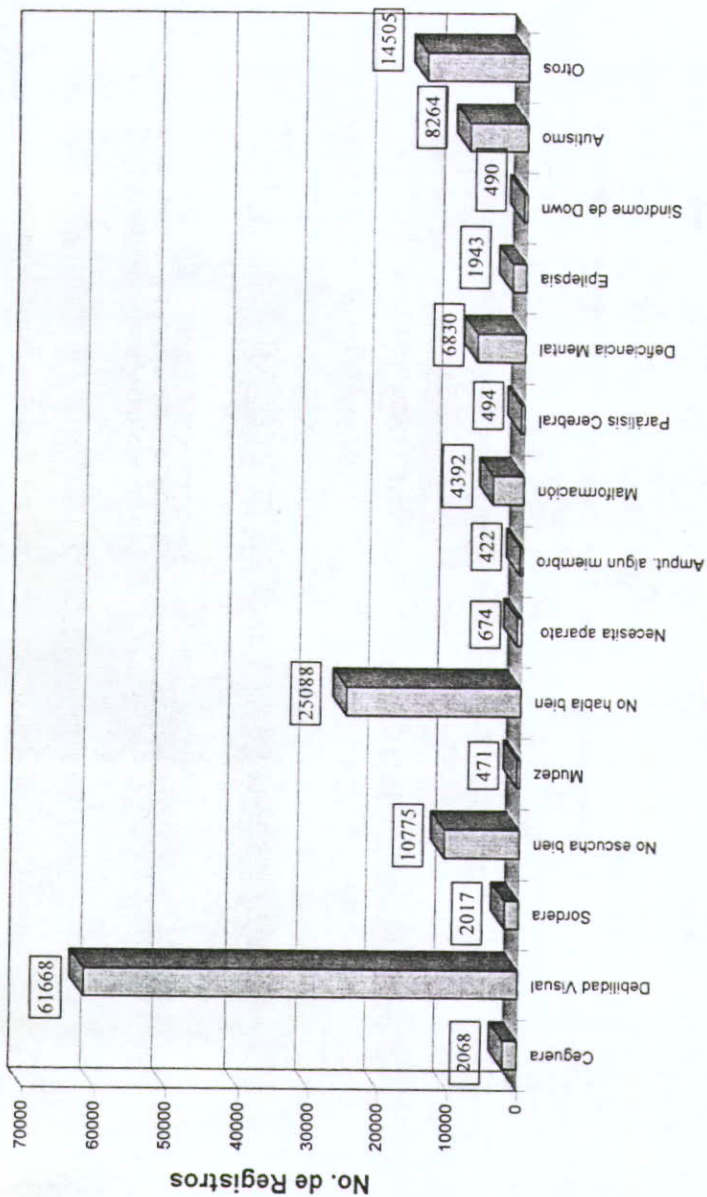 No. de Registros
70000
60000
50000
40000
30000
20000
10000
0
2068
61668
2017
10775
471
25088
674
422
4392
494
6830
1943
490
8264
14505
Ceguera
Debilidad Visual
Sordera
No escucha bien
Mudez
No habla bien
Necesita aparato
Amput. algun miembro
Malformación
Parálisis Cerebral
Deficiencia Mental
Epilepsia
Sindrome de Down
Autismo
Otros